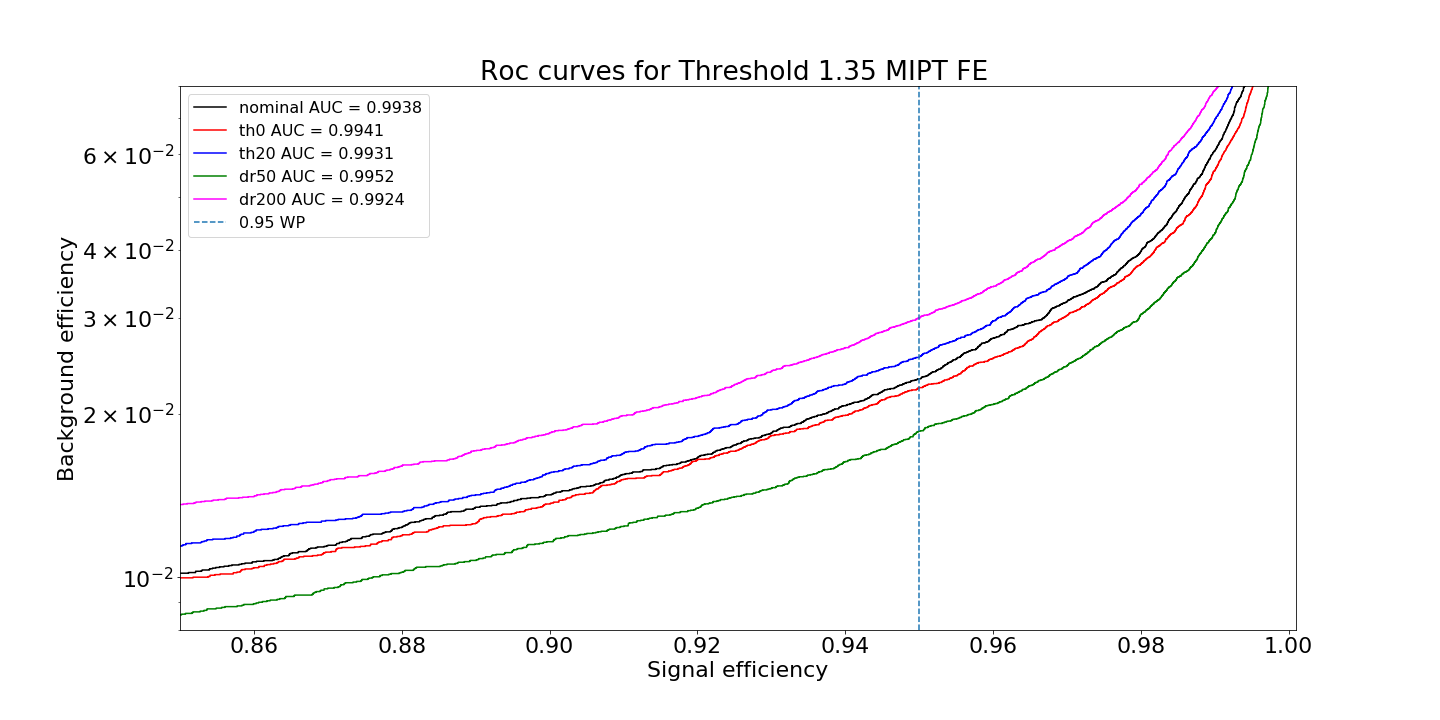 Roc curves for Threshold 1.35 MIPT FE
nominal AUC = 0.9938
th0 AUC = 0.9941
th20 AUC = 0.9931
dr50 AUC = 0.9952
dr200 AUC = 0.9924
0.95 WP
6 × 10⁻²
4 × 10⁻²
3 × 10⁻²
2 × 10⁻²
10⁻²
Background efficiency
0.86 0.88 0.90 0.92 0.94 0.96 0.98 1.00
Signal efficiency